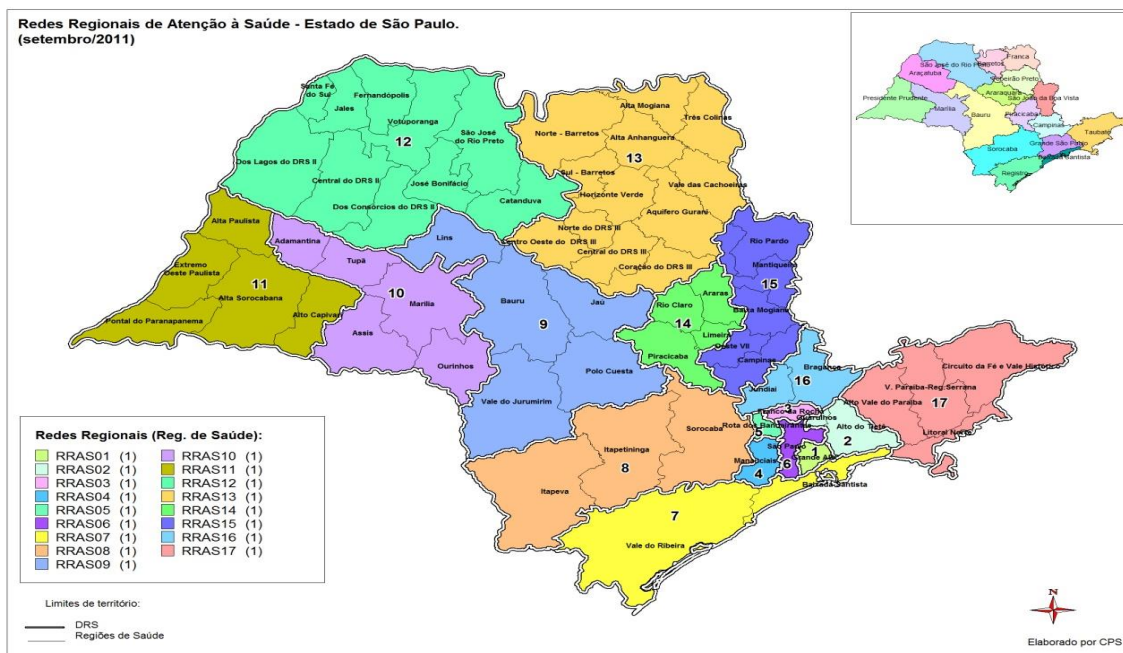 Redes Regionais de Atenção à Saúde - Estado de São Paulo.
(setembro/2011)
Franca
São José do Rio Preto
Barretos
Araçatuba
Ribeirão Preto
Araraquara
Presidente Prudente
Marília
São João da Boa Vista
Bauru
Piracicaba
Campinas
Taubaté
Sorocaba
Grande São Paulo
Baixada Santista
Registro
Santa Fé
do Sul
Fernandópolis
Jales
Votuporanga
12
São José
do Rio Preto
Dos Lagos do DRS II
Central do DRS II
José Bonifácio
Dos Consórcios do DRS II
Catanduva
Alta Mogiana
Três Colinas
Norte - Barretos
Alta Anhanguera
13
Sul - Barretos
Horizonte Verde
Vale das Cachoeiras
Aquífero Gurani
Norte do DRS III
Centro Oeste do DRS III
Central do DRS III
Coração do DRS III
Alta Paulista
Adamantina
Lins
Tupã
Extremo
Oeste Paulista
11
Alta Sorocabana
10
Marília
Pontal do Paranapanema
Alto Capivari
Assis
Ourinhos
Bauru
Jaú
9
Polo Cuesta
Vale do Jurumirim
Rio Pardo
Mantiqueira
15
Baixa Mogiana
Araras
Rio Claro
14
Limeira
Oeste VII
Piracicaba
Campinas
Bragança
16
Jundiaí
Circuito da Fé e Vale Histórico
V. Paraíba-Reg.Serrana
Alto Vale do Paraíba
17
Litoral Norte
3
Franco da Rocha
Guarulhos
Rota dos Bandeirantes
5
Alto do Tietê
2
São Paulo
Grande ABC
1
Mananciais
4
6
Baixada Santista
Sorocaba
Itapetininga
8
Itapeva
7
Vale do Ribeira
Redes Regionais (Reg. de Saúde):
RRAS01 (1) RRAS10 (1)
RRAS02 (1) RRAS11 (1)
RRAS03 (1) RRAS12 (1)
RRAS04 (1) RRAS13 (1)
RRAS05 (1) RRAS14 (1)
RRAS06 (1) RRAS15 (1)
RRAS07 (1) RRAS16 (1)
RRAS08 (1) RRAS17 (1)
RRAS09 (1)
Limites de território:
DRS
Regiões de Saúde
N
Elaborado por CPS